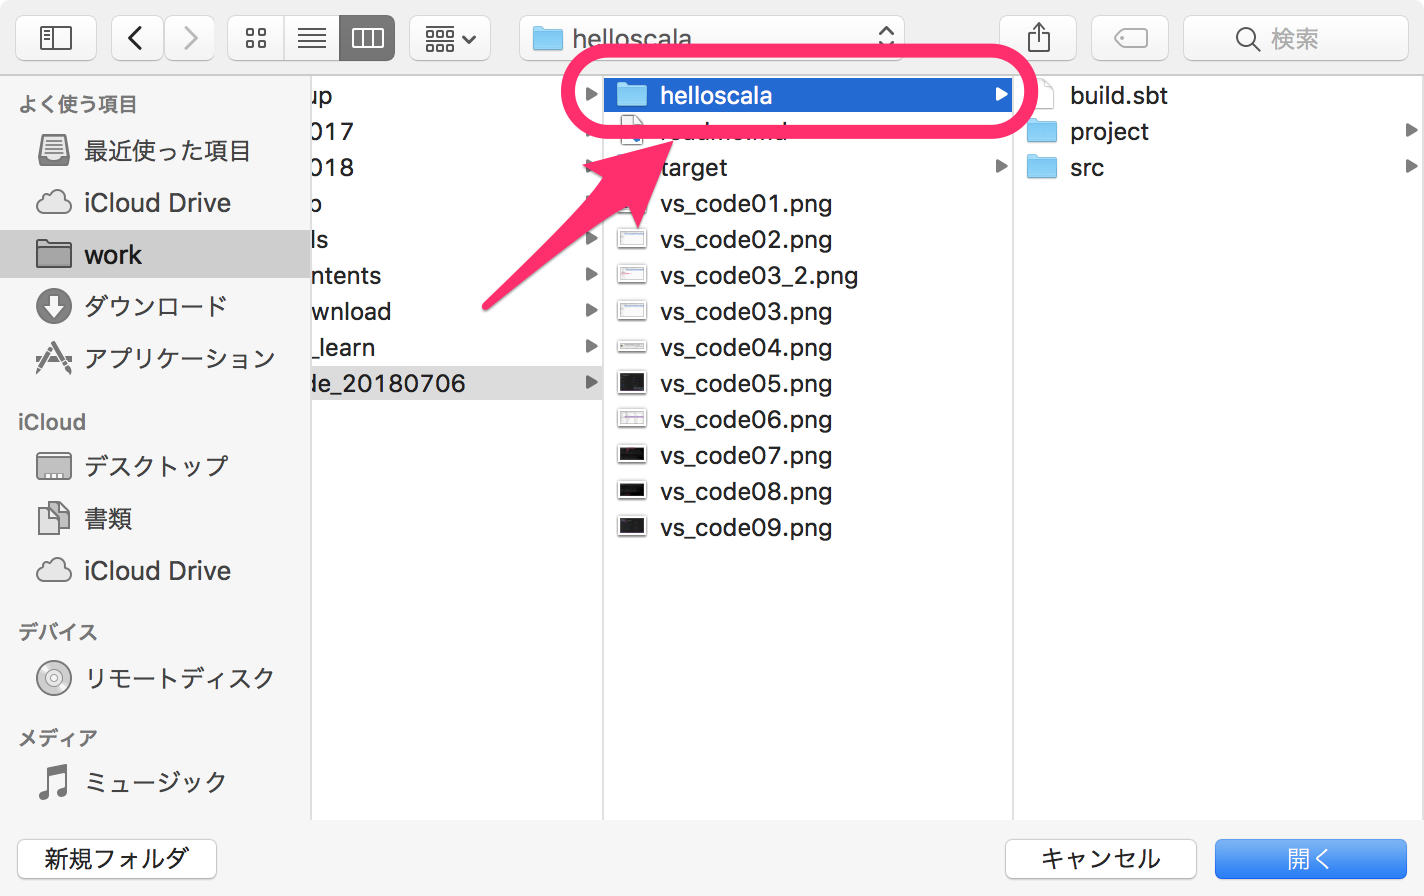 helloscala
検索
よく使う項目
最近使った項目
iCloud Drive
work
ダウンロード
アプリケーション
iCloud
デスクトップ
書類
iCloud Drive
デバイス
リモートディスク
メディア
ミュージック
up
017
018
p
ls
ntents
wnload
_learn
de_20180706
helloscala
readme.md
target
vs_code01.png
vs_code02.png
vs_code03_2.png
vs_code03.png
vs_code04.png
vs_code05.png
vs_code06.png
vs_code07.png
vs_code08.png
vs_code09.png
build.sbt
project
src
新規フォルダ
キャンセル
開く